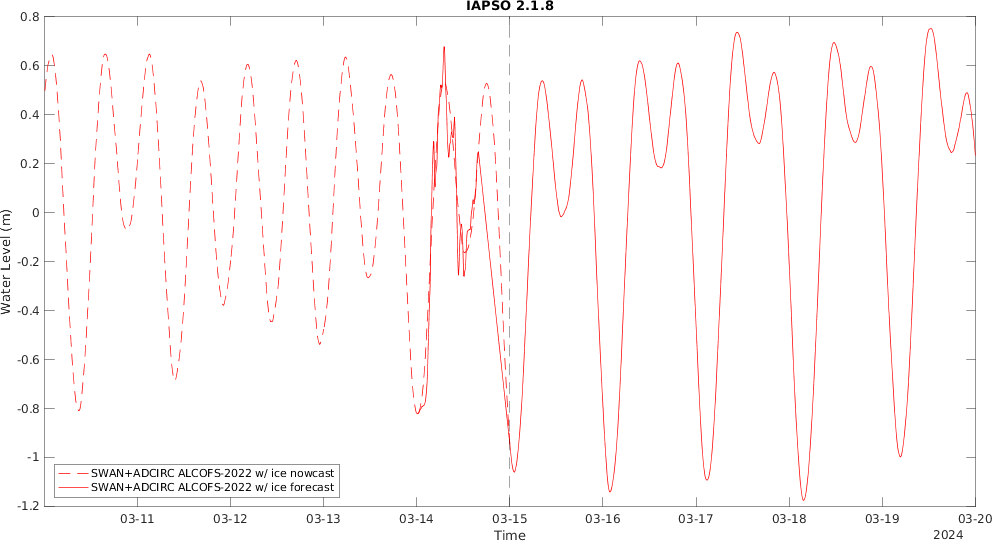 IAPSO 2.1.8
Water Level (m)
0.8
0.6
0.4
0.2
0
-0.2
-0.4
-0.6
-0.8
-1
-1.2
SWAN+ADCIRC ALCOFS-2022 w/ ice nowcast
SWAN+ADCIRC ALCOFS-2022 w/ ice forecast
03-11 03-12 03-13 03-14 03-15 03-16 03-17 03-18 03-19 03-20
Time
2024